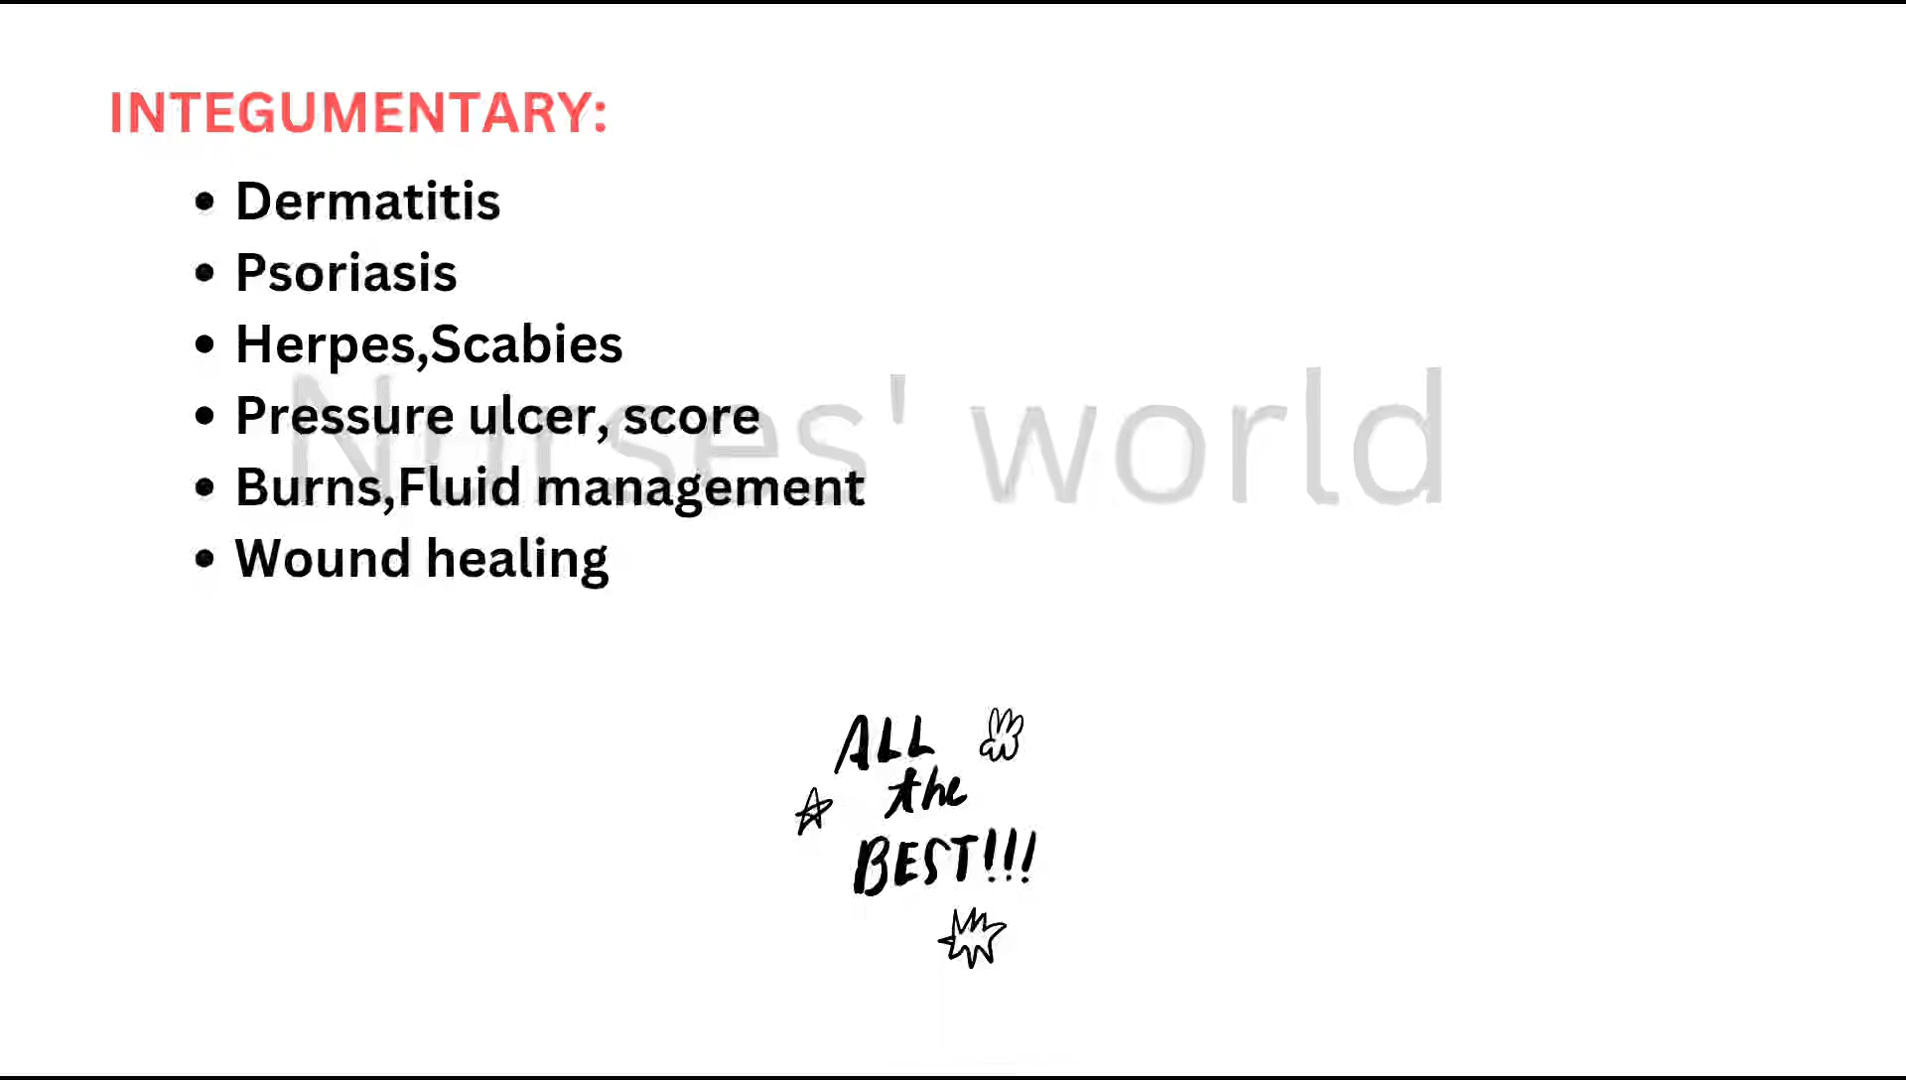 INTEGUMENTARY:
• Dermatitis
• Psoriasis
• Herpes,Scabies
• Pressure ulcer, score
• Burns,Fluid management
• Wound healing
Nurses' world
ALL
the
BEST!!!